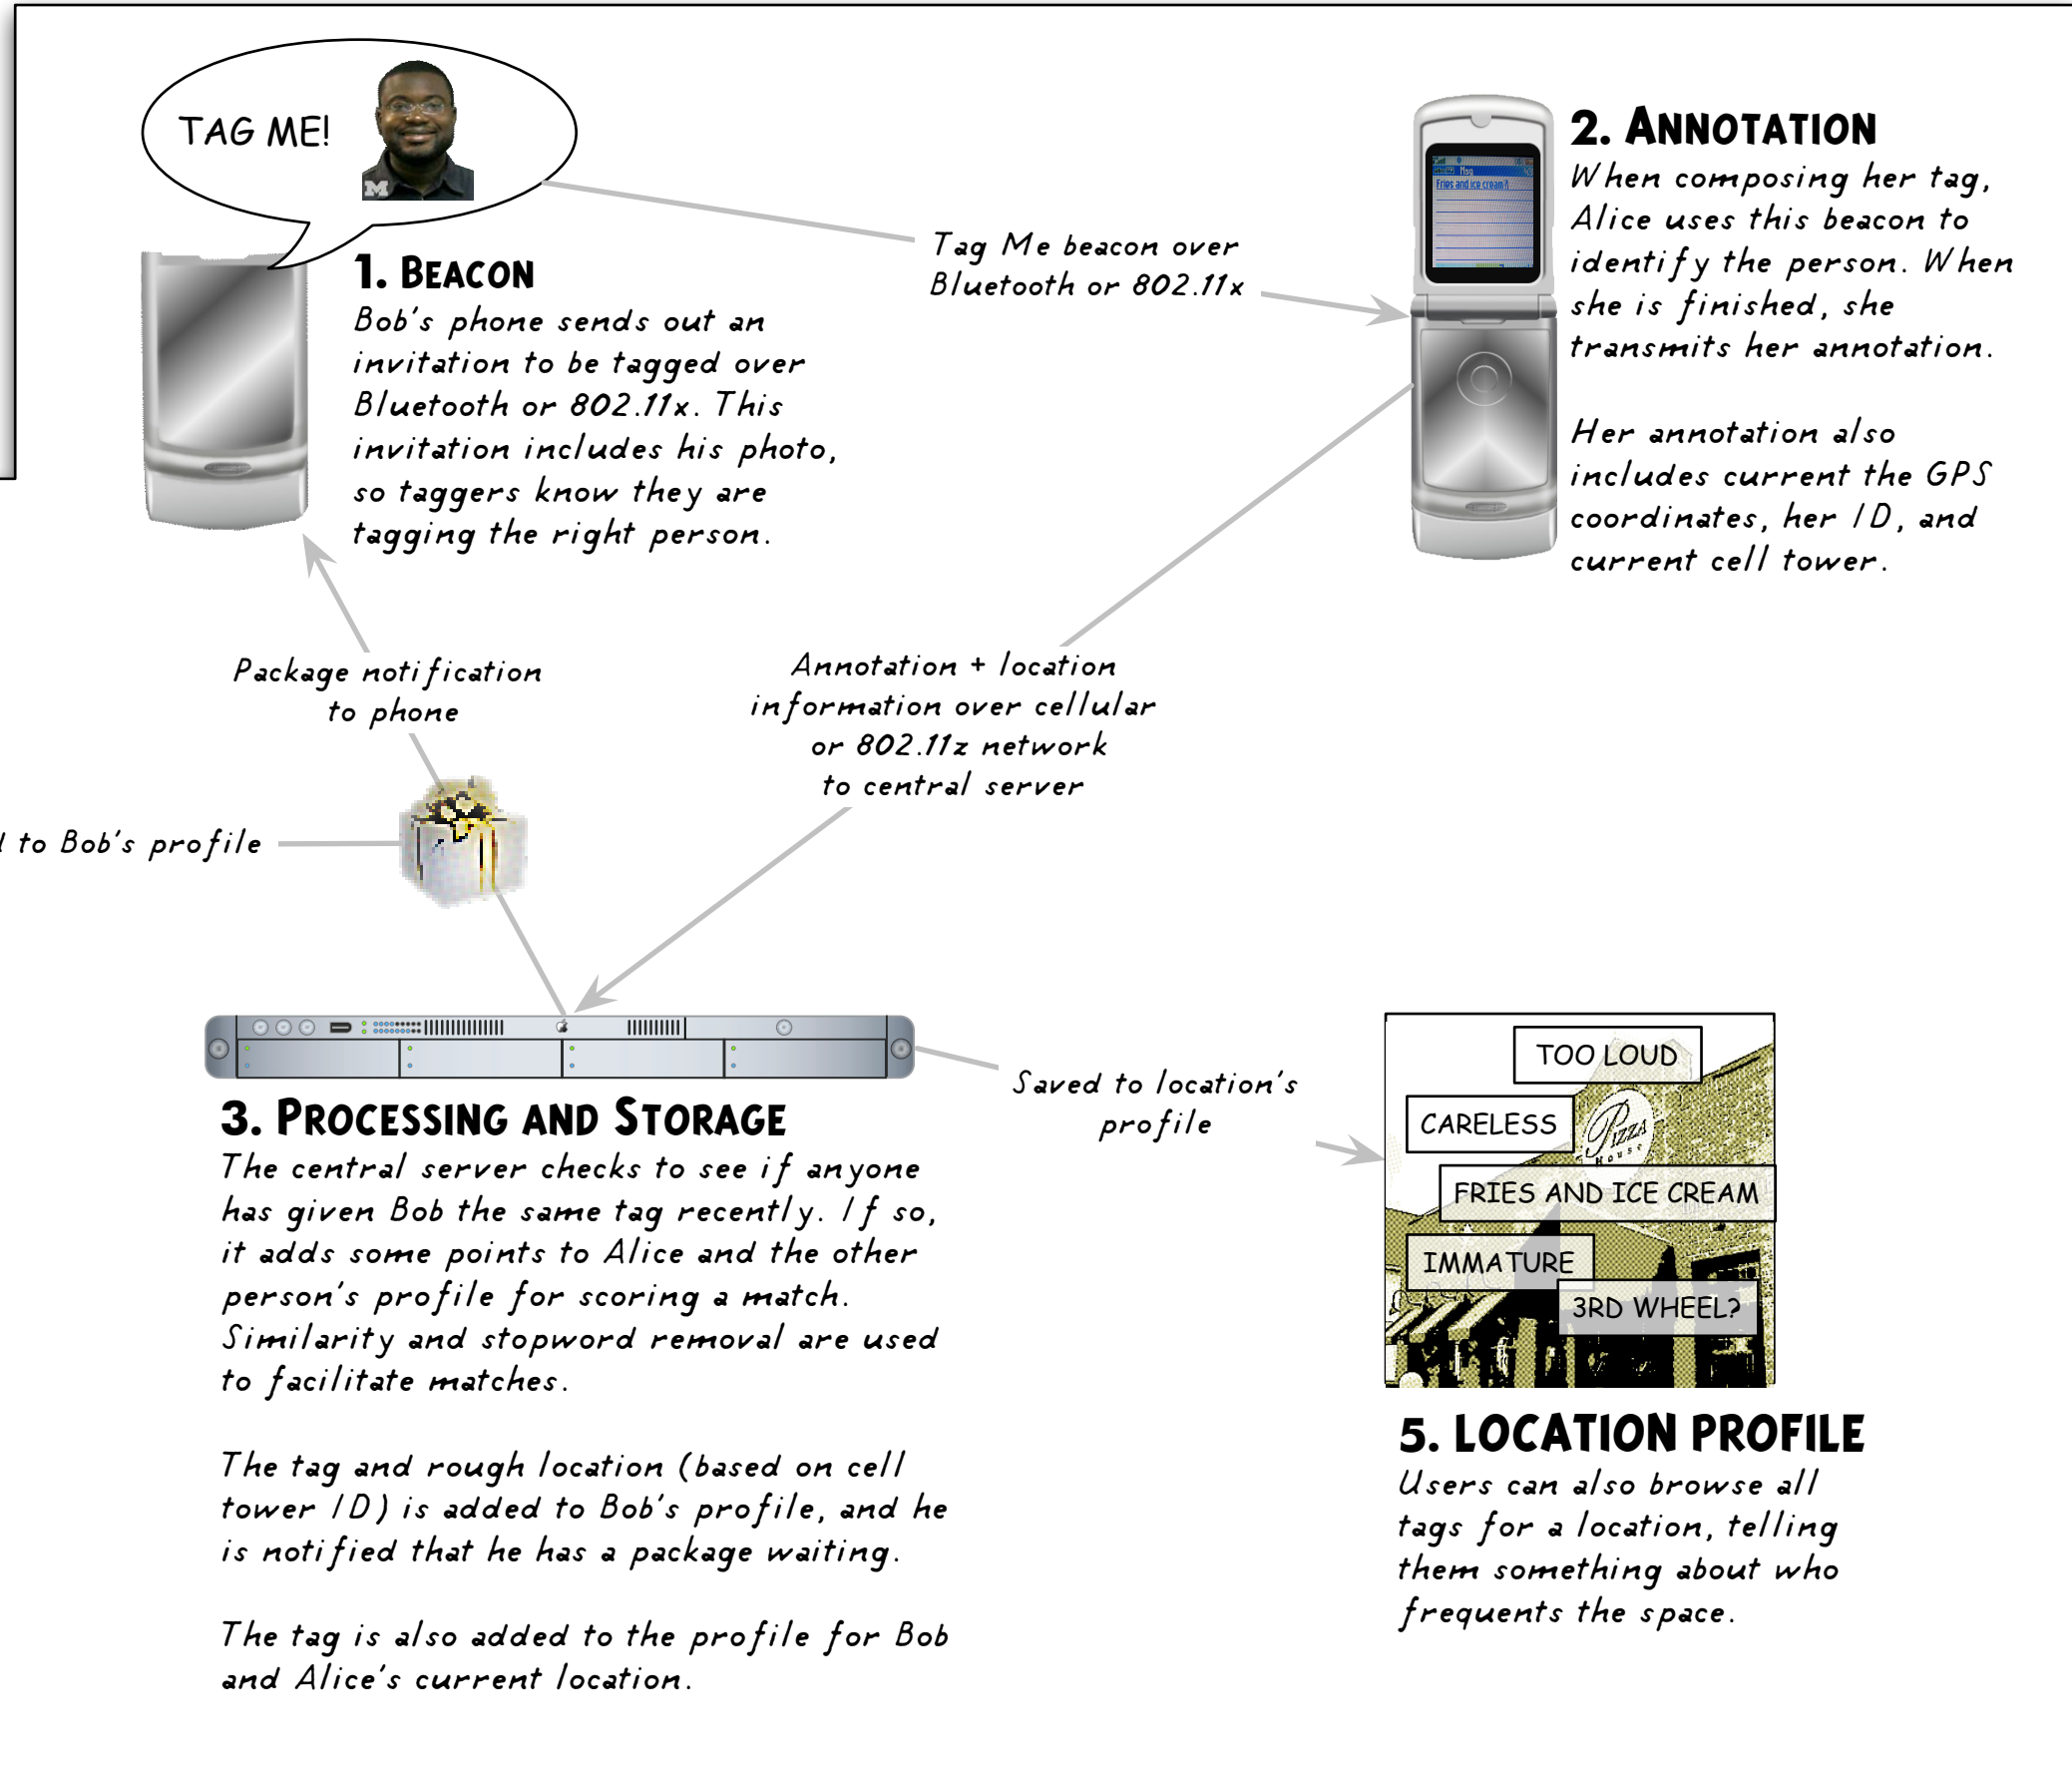 TAG ME!
M
1. BEACON
Bob's phone sends out an
invitation to be tagged over
Bluetooth or 802.11x. This
invitation includes his photo,
so taggers know they are
tagging the right person.
Tag Me beacon over
Bluetooth or 802.11x
Fries and ice cream?
2. ANNOTATION
When composing her tag,
Alice uses this beacon to
identify the person. When
she is finished, she
transmits her annotation.
Her annotation also
includes current the GPS
coordinates, her ID, and
current cell tower.
Package notification
to phone
Annotation + location
information over cellular
or 802.11z network
to central server
to Bob's profile
3. PROCESSING AND STORAGE
The central server checks to see if anyone
has given Bob the same tag recently. If so,
it adds some points to Alice and the other
person's profile for scoring a match.
Similarity and stopword removal are used
to facilitate matches.
The tag and rough location (based on cell
tower ID) is added to Bob's profile, and he
is notified that he has a package waiting.
The tag is also added to the profile for Bob
and Alice's current location.
Saved to location's
profile
TOO LOUD
CARELESS
PIZZA
HOUSE
FRIES AND ICE CREAM
IMMATURE
3RD WHEEL?
5. LOCATION PROFILE
Users can also browse all
tags for a location, telling
them something about who
frequents the space.